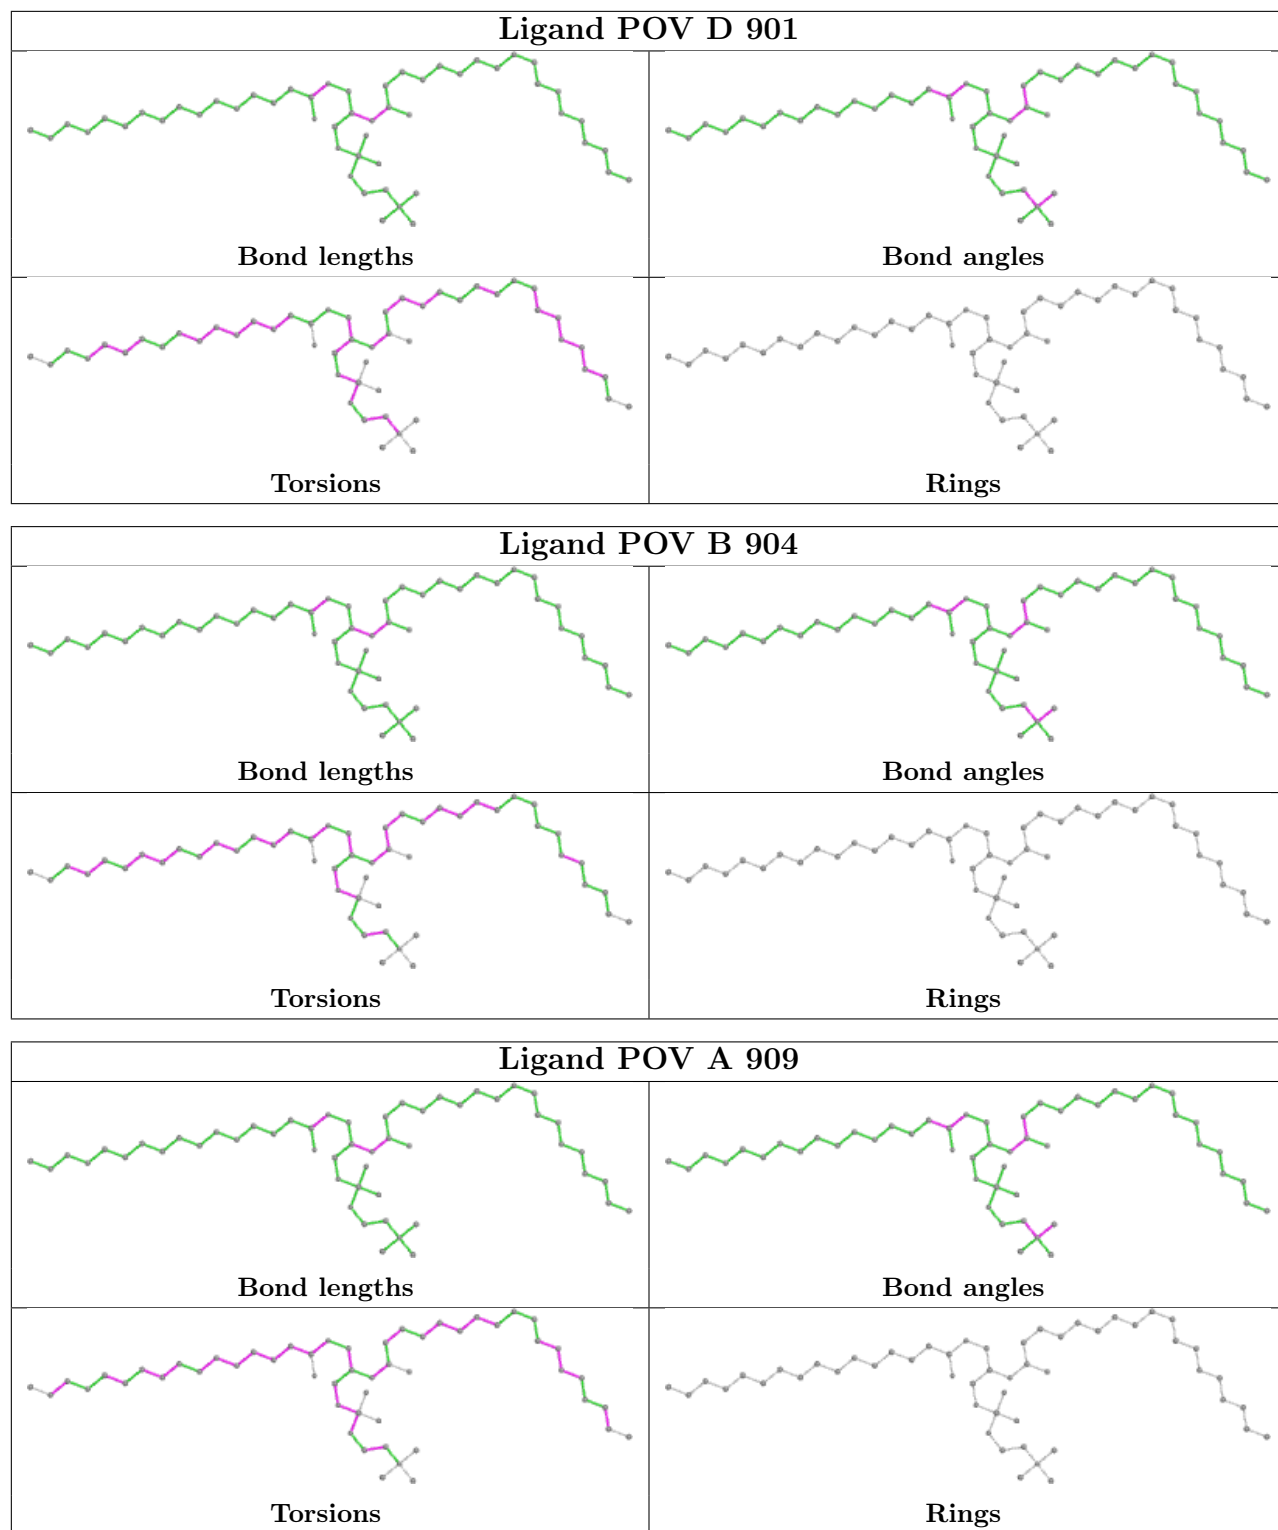 Ligand POV D 901
Bond lengths
Bond angles
Torsions
Rings
Ligand POV B 904
Bond lengths
Bond angles
Torsions
Rings
Ligand POV A 909
Bond lengths
Bond angles
Torsions
Rings